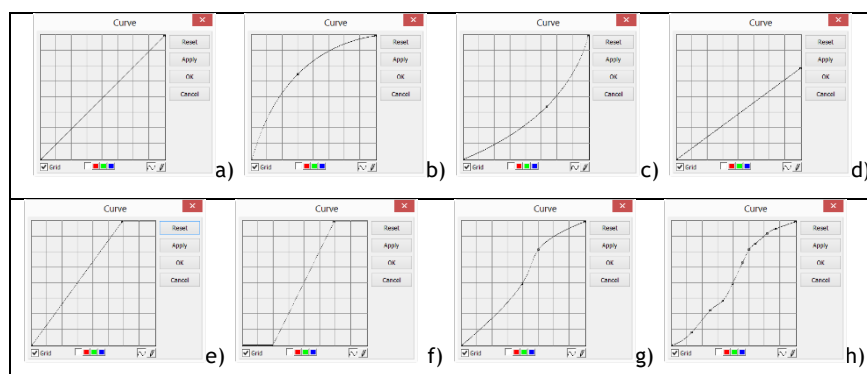 Curve
Reset
Apply
OK
Cancel
Grid
a)
Curve
Reset
Apply
OK
Cancel
Grid
b)
Curve
Reset
Apply
OK
Cancel
Grid
c)
Curve
Reset
Apply
OK
Cancel
Grid
d)
Curve
Reset
Apply
OK
Cancel
Grid
e)
Curve
Reset
Apply
OK
Cancel
Grid
f)
Curve
Reset
Apply
OK
Cancel
Grid
g)
Curve
Reset
Apply
OK
Cancel
Grid
h)